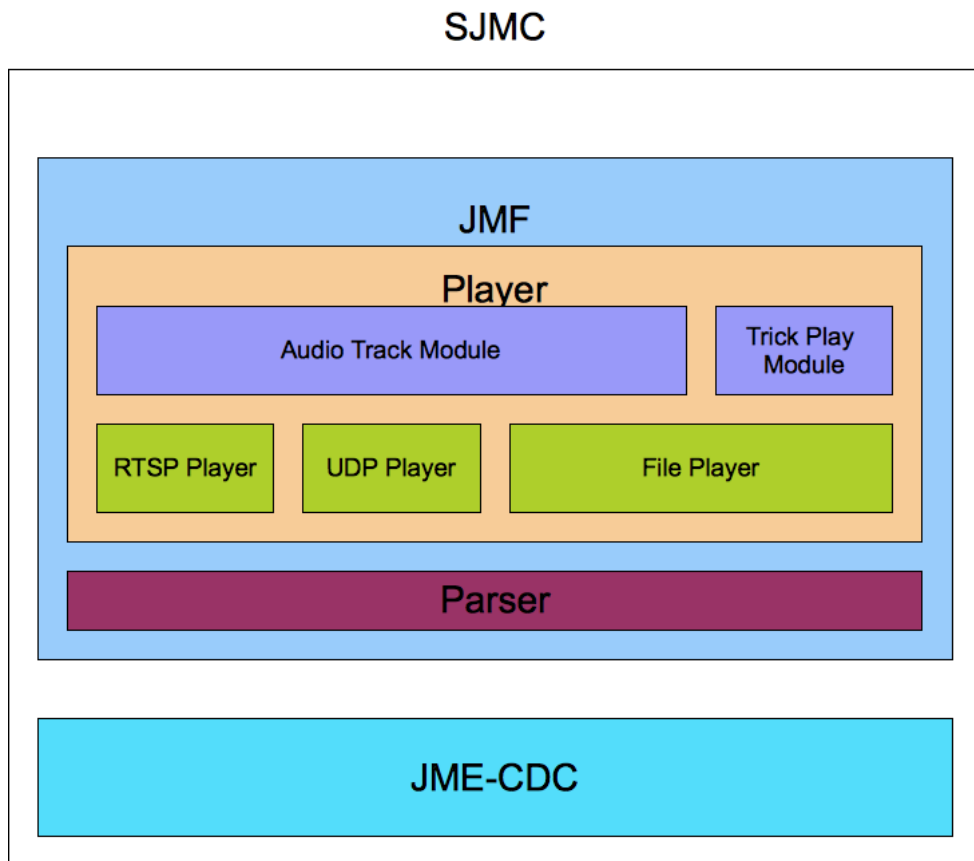 SJMC
JMF
Player
Audio Track Module
Trick Play
Module
RTSP Player
UDP Player
File Player
Parser
JME-CDC